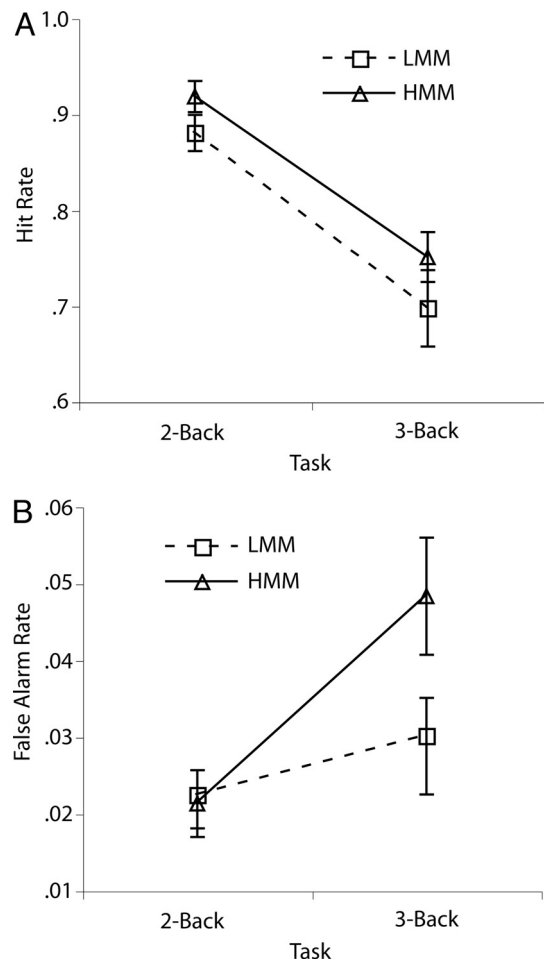 A
1.0
.9
.8
.7
.6
Hit Rate
LMM
HMM
2-Back
3-Back
Task
B
.06
.05
.04
.03
.02
.01
False Alarm Rate
LMM
HMM
2-Back
3-Back
Task